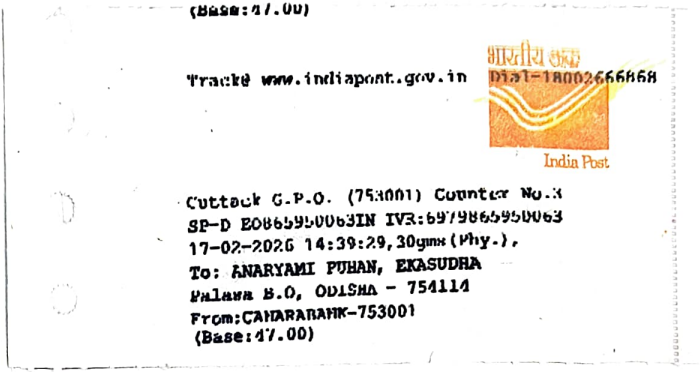 (Base:47.00)
भारतीय डाक
Track@ www.indiapost.gov.in Dial-18002666868
India Post
Cuttack G.P.O. (753001) Counter No.3
SP-D EO865950063IN IVR:6979865950063
17-02-2026 14:39:29,30gms(Phy.),
To: ANARYAMI PUHAN, EKASUDHA
B.O, ODISHA - 754114
From:CANARABANK-753001
(Base:47.00)